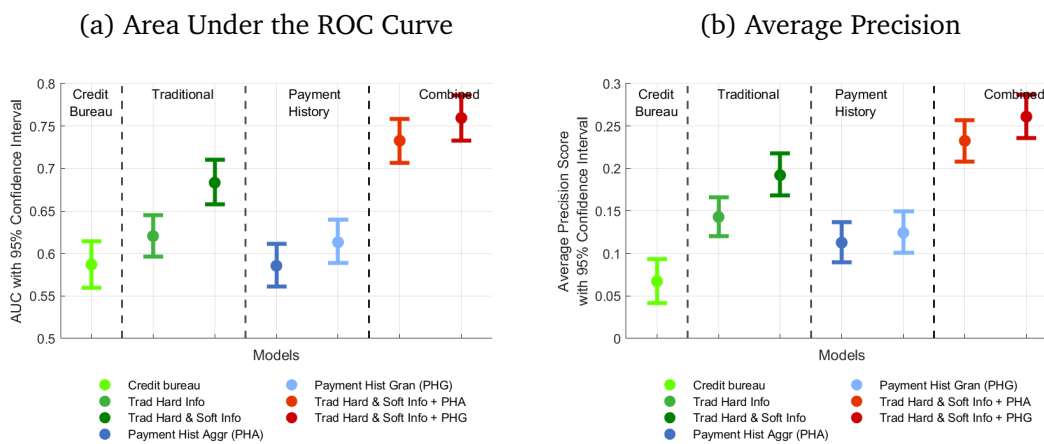 (a) Area Under the ROC Curve
AUC with 95% Confidence Interval
0.8
0.75
0.7
0.65
0.6
0.55
0.5
Credit
Bureau
Traditional
Payment
History
Combined
Models
Credit bureau
Trad Hard Info
Trad Hard & Soft Info
Payment Hist Aggr (PHA)
Payment Hist Gran (PHG)
Trad Hard & Soft Info + PHA
Trad Hard & Soft Info + PHG
(b) Average Precision
Average Precision Score
with 95% Confidence Interval
0.3
0.25
0.2
0.15
0.1
0.05
0
Credit
Bureau
Traditional
Payment
History
Combined
Models
Credit bureau
Trad Hard Info
Trad Hard & Soft Info
Payment Hist Aggr (PHA)
Payment Hist Gran (PHG)
Trad Hard & Soft Info + PHA
Trad Hard & Soft Info + PHG